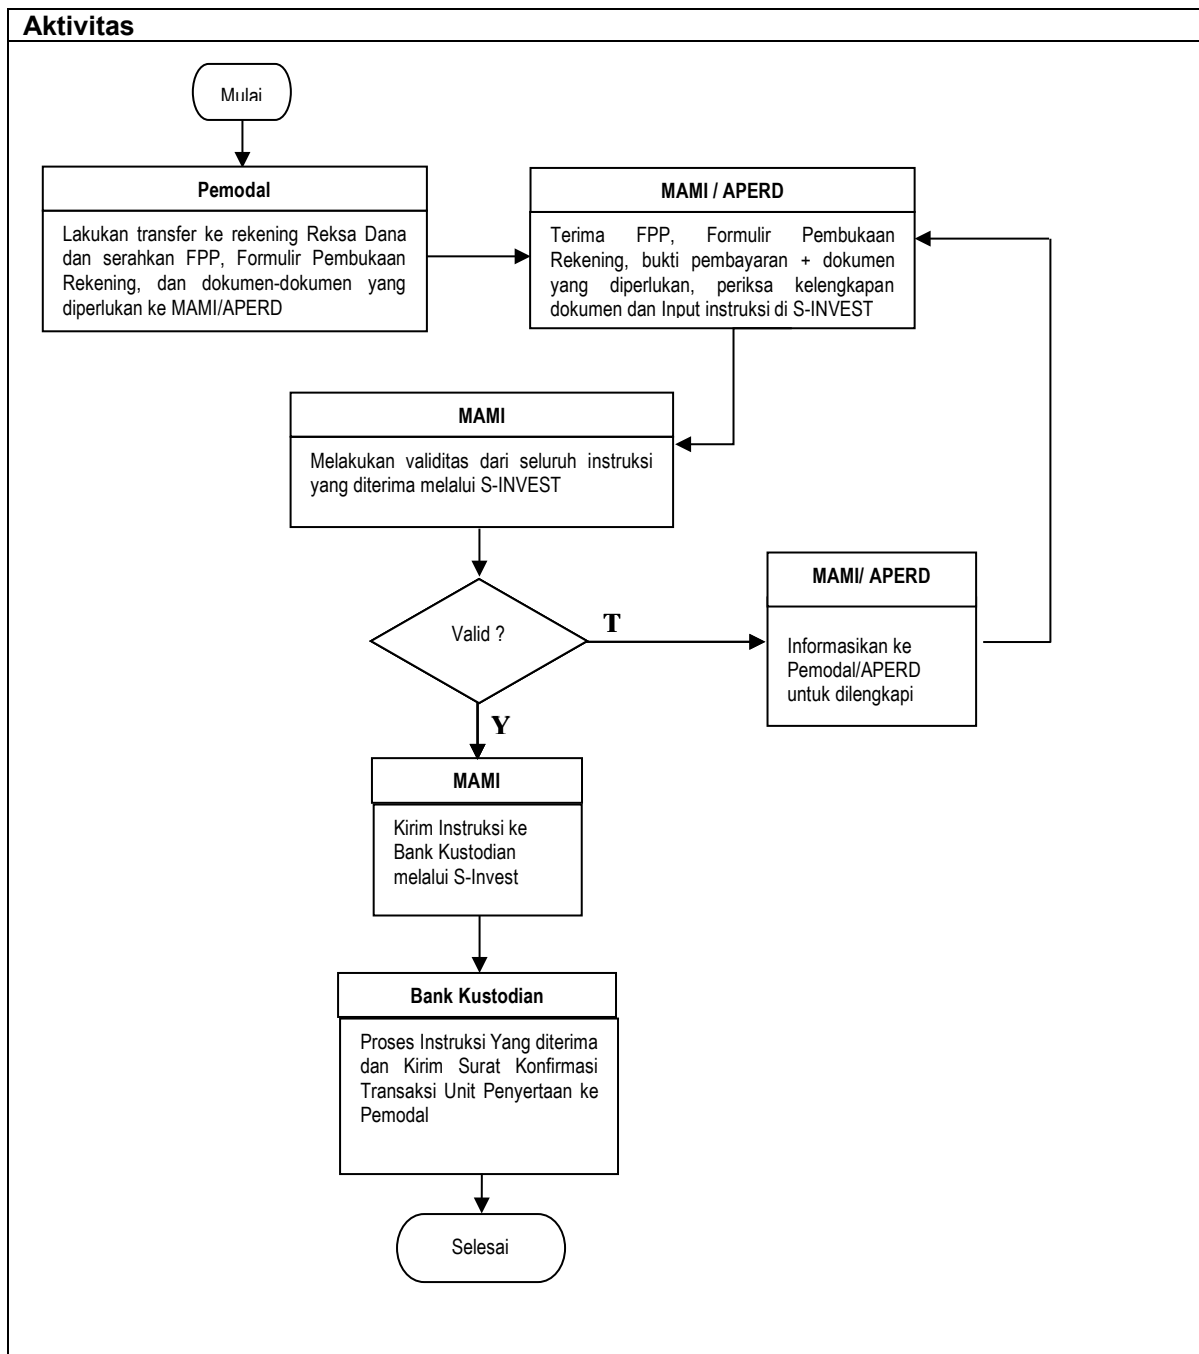 Aktivitas
Mulai
Pemodal
Lakukan transfer ke rekening Reksa Dana
dan serahkan FPP, Formulir Pembukaan
Rekening, dan dokumen-dokumen yang
diperlukan ke MAMI/APERD
MAMI / APERD
Terima FPP, Formulir Pembukaan
Rekening, bukti pembayaran + dokumen
yang diperlukan, periksa kelengkapan
dokumen dan Input instruksi di S-INVEST
MAMI
Melakukan validitas dari seluruh instruksi
yang diterima melalui S-INVEST
Valid ?
T
MAMI/ APERD
Informasikan ke
Pemodal/APERD
untuk dilengkapi
Y
MAMI
Kirim Instruksi ke
Bank Kustodian
melalui S-Invest
Bank Kustodian
Proses Instruksi Yang diterima
dan Kirim Surat Konfirmasi
Transaksi Unit Penyertaan ke
Pemodal
Selesai